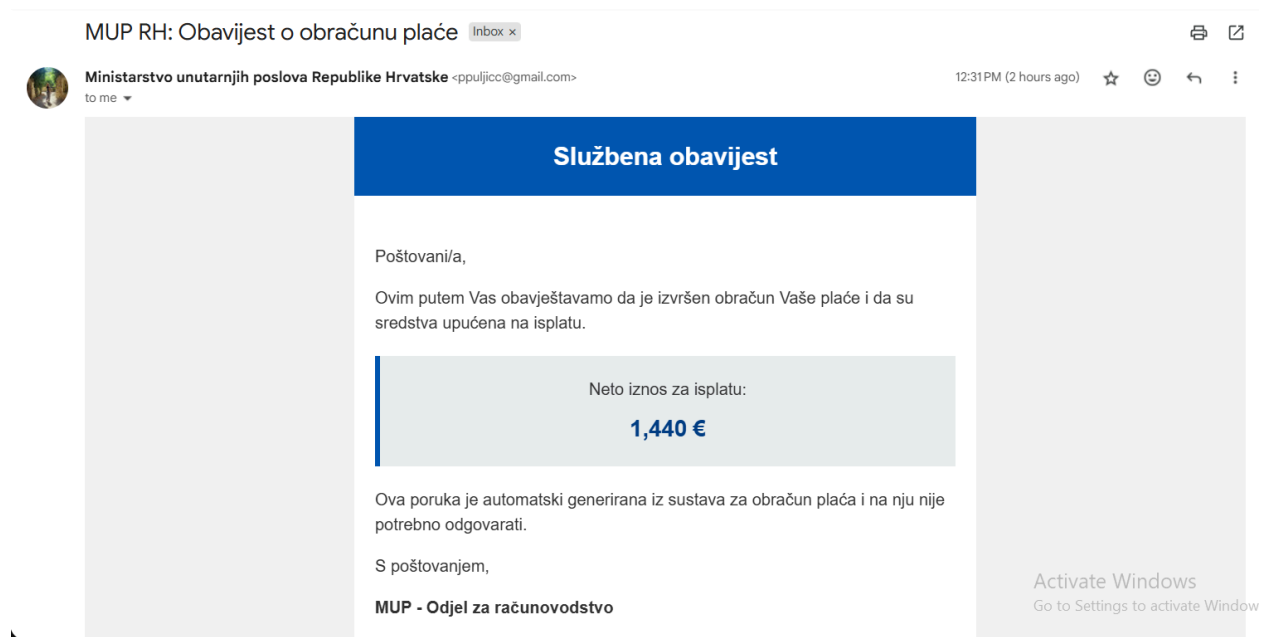 MUP RH: Obavijest o obračunu plaće Inbox ×
Ministarstvo unutarnjih poslova Republike Hrvatske <ppuljicc@gmail.com> 12:31 PM (2 hours ago)
to me
Službena obavijest
Poštovani/a,
Ovim putem Vas obavještavamo da je izvršen obračun Vaše plaće i da su
sredstva upućena na isplatu.
Neto iznos za isplatu:
1,440 €
Ova poruka je automatski generirana iz sustava za obračun plaća i na nju nije
potrebno odgovarati.
S poštovanjem,
MUP - Odjel za računovodstvo
Activate Windows
Go to Settings to activate Window